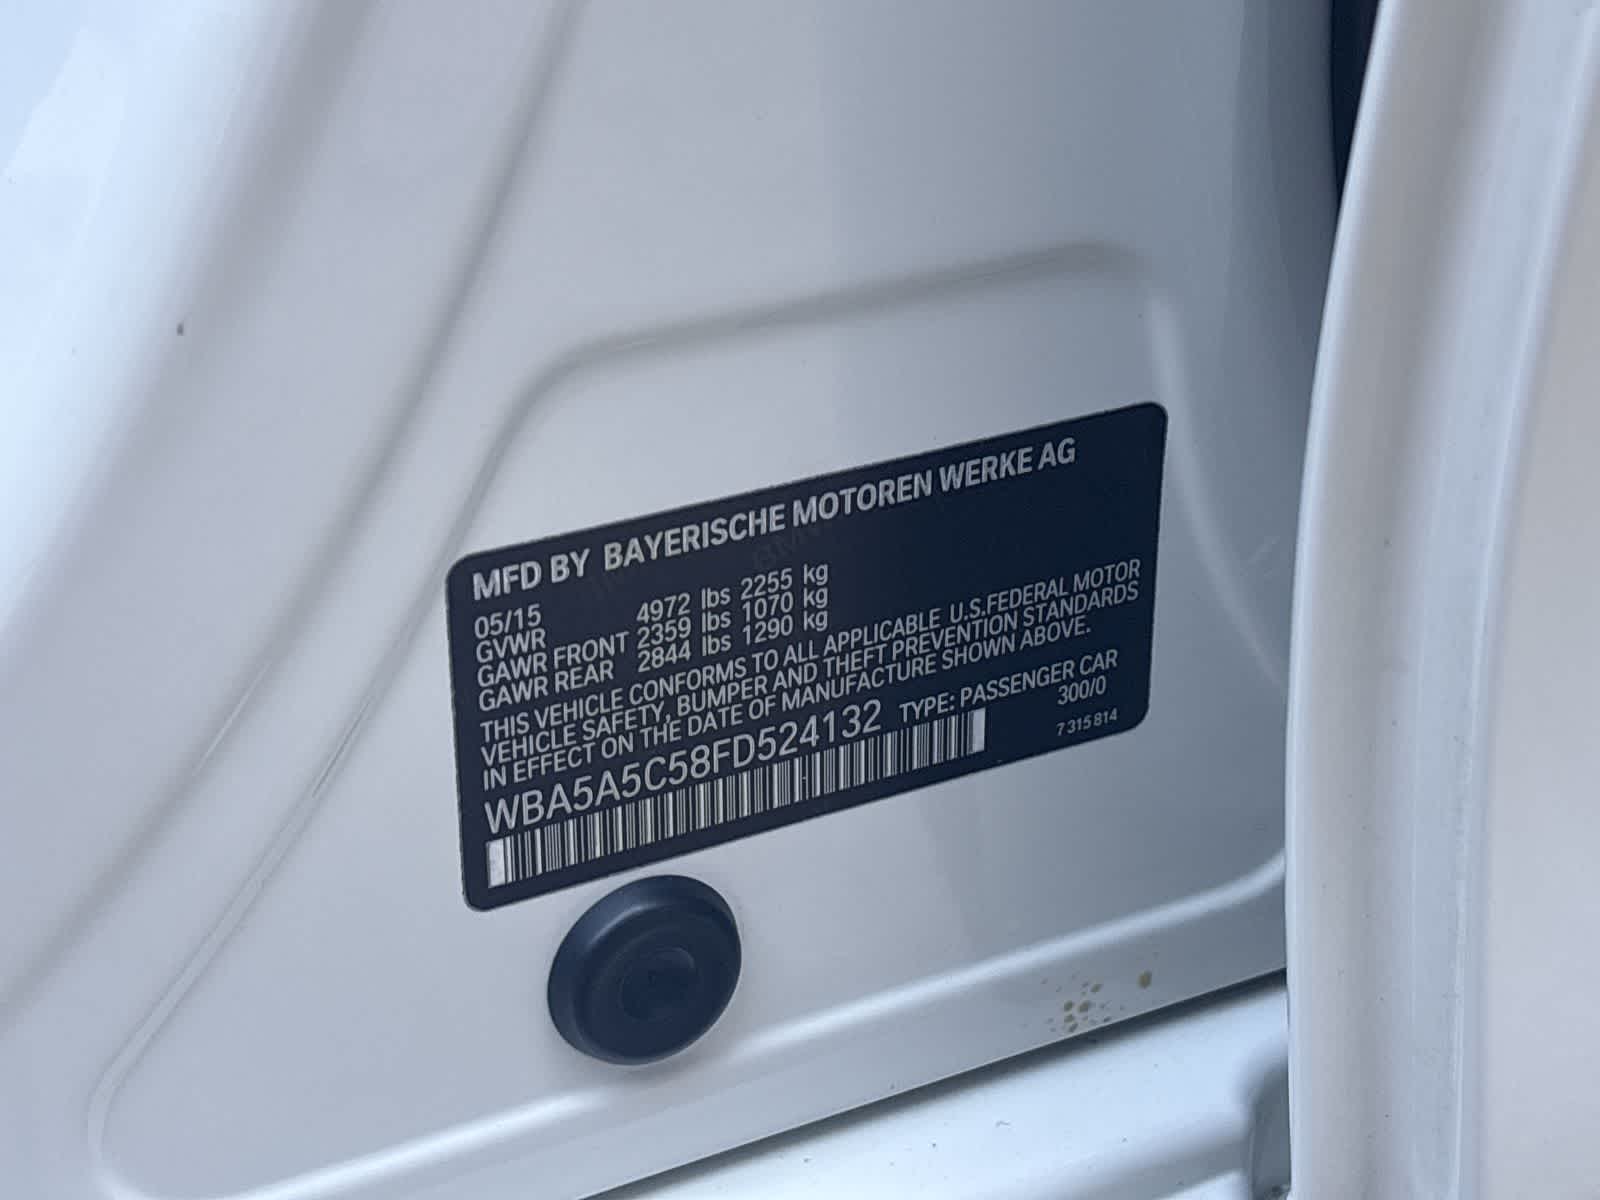 MFD BY BAYERISCHE MOTOREN WERKE AG
05/15
GVWR 4972 lbs 2255 kg
GAWR FRONT 2359 lbs 1070 kg
GAWR REAR 2844 lbs 1290 kg
THIS VEHICLE CONFORMS TO ALL APPLICABLE U.S.FEDERAL MOTOR
VEHICLE SAFETY, BUMPER AND THEFT PREVENTION STANDARDS
IN EFFECT ON THE DATE OF MANUFACTURE SHOWN ABOVE.
WBA5A5C58FD524132 TYPE: PASSENGER CAR
300/0
7 315 814